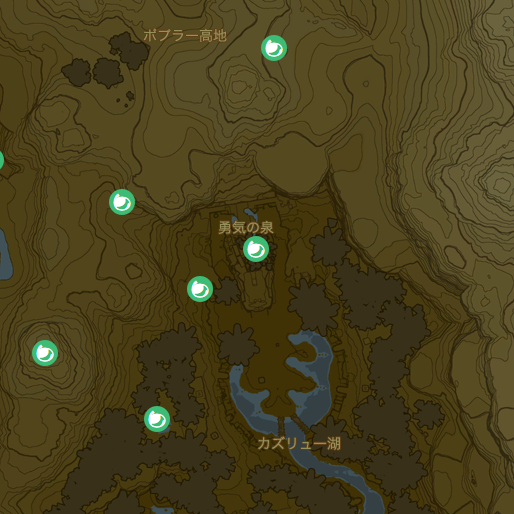 ポプラー高地
勇気の泉
カズリュー湖